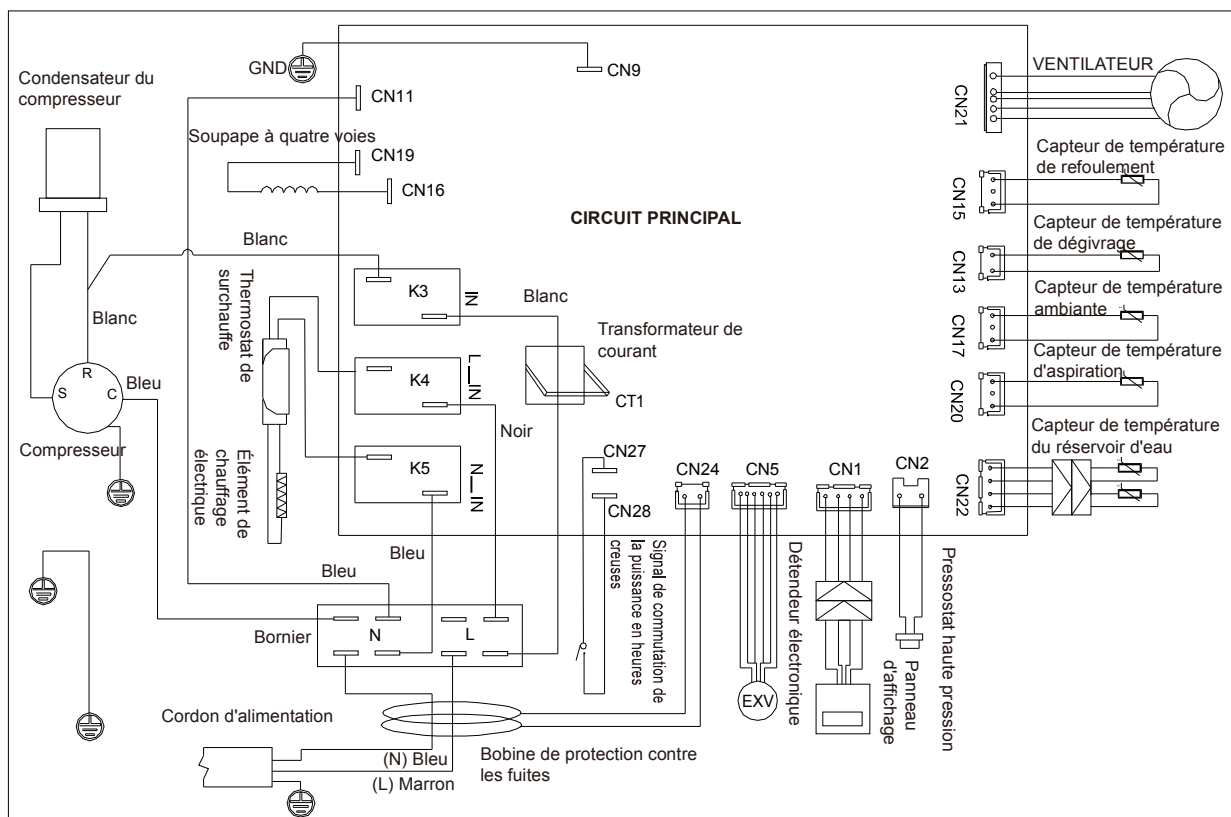 GND
CN9
Condensateur du
compresseur
CN11
Soupape à quatre voies
CN19
CN16
CIRCUIT PRINCIPAL
VENTILATEUR
CN21
Capteur de température
de refoulement
CN15
Capteur de température
de dégivrage
CN13
Capteur de température
ambiante
CN17
Capteur de température
d'aspiration
CN20
Capteur de température
du réservoir d'eau
CN22
Blanc
Blanc
K3
IN
Blanc
Thermostat de
surchauffe
K4
L_IN
Transformateur de
courant
CT1
R
S
C
Bleu
Compresseur
Noir
Élément de
chauffage
électrique
K5
N_IN
CN27
CN28
CN24
CN5
CN1
CN2
Bleu
Bleu
Signal de commutation de
la puissance en heures
creuses
Détendeur électronique
EXV
Panneau
d'affichage
Pressostat haute pression
Bornier
N
L
Cordon d'alimentation
(N) Bleu
(L) Marron
Bobine de protection contre
les fuites